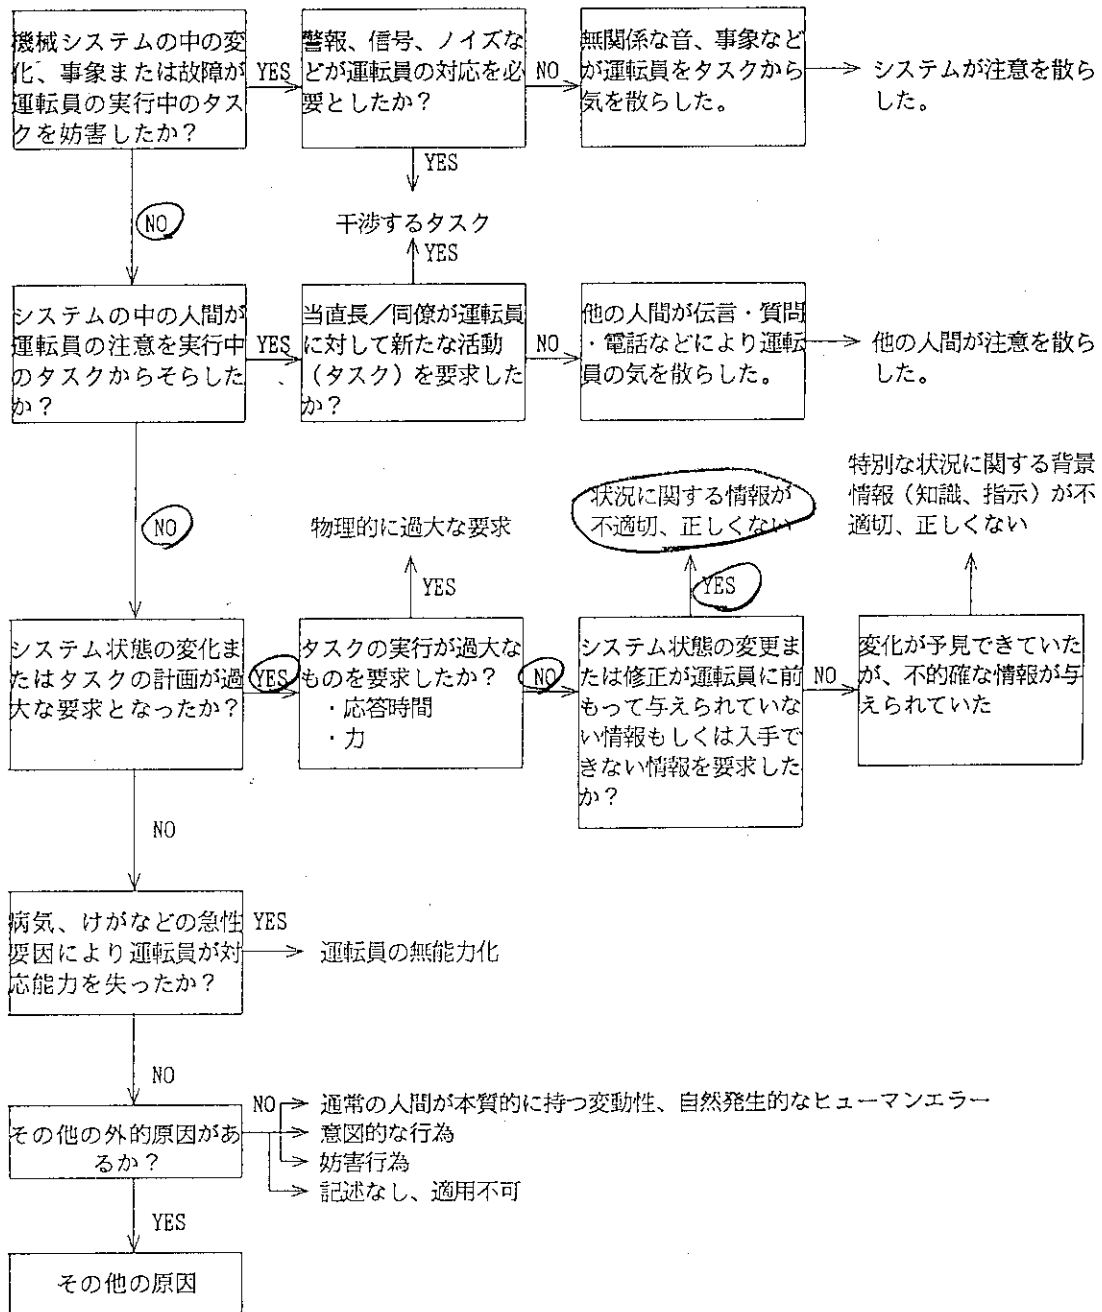 機械システムの中の変
化、事象または故障が
運転員の実行中のタス
クを妨害したか？
YES
警報、信号、ノイズな
どが運転員の対応を必
要としたか？
NO
無関係な音、事象など
が運転員をタスクから
気を散らした。
システムが注意を散ら
した。
YES
NO
干渉するタスク
YES
システムの中の人間が
運転員の注意を実行中
のタスクからそらした
か？
YES
当直長／同僚が運転員
に対して新たな活動
（タスク）を要求した
か？
NO
他の人間が伝言・質問
・電話などにより運転
員の気を散らした。
他の人間が注意を散ら
した。
NO
物理的に過大な要求
状況に関する情報が
不適切、正しくない
特別な状況に関する背景
情報（知識、指示）が不
適切、正しくない
YES
YES
システム状態の変化ま
たはタスクの計画が過
大な要求となったか？
YES
タスクの実行が過大な
ものを要求したか？
・応答時間
・力
NO
システム状態の変更ま
たは修正が運転員に前
もって与えられていな
い情報もしくは入手で
きない情報を要求した
か？
NO
変化が予見できていた
が、不的確な情報が与
えられていた
NO
病気、けがなどの急性
要因により運転員が対
応能力を失ったか？
YES
運転員の無能力化
NO
その他の外的原因があ
るか？
NO
通常の人間が本質的に持つ変動性、自然発生的なヒューマンエラー
意図的な行為
妨害行為
記述なし、適用不可
YES
その他の原因